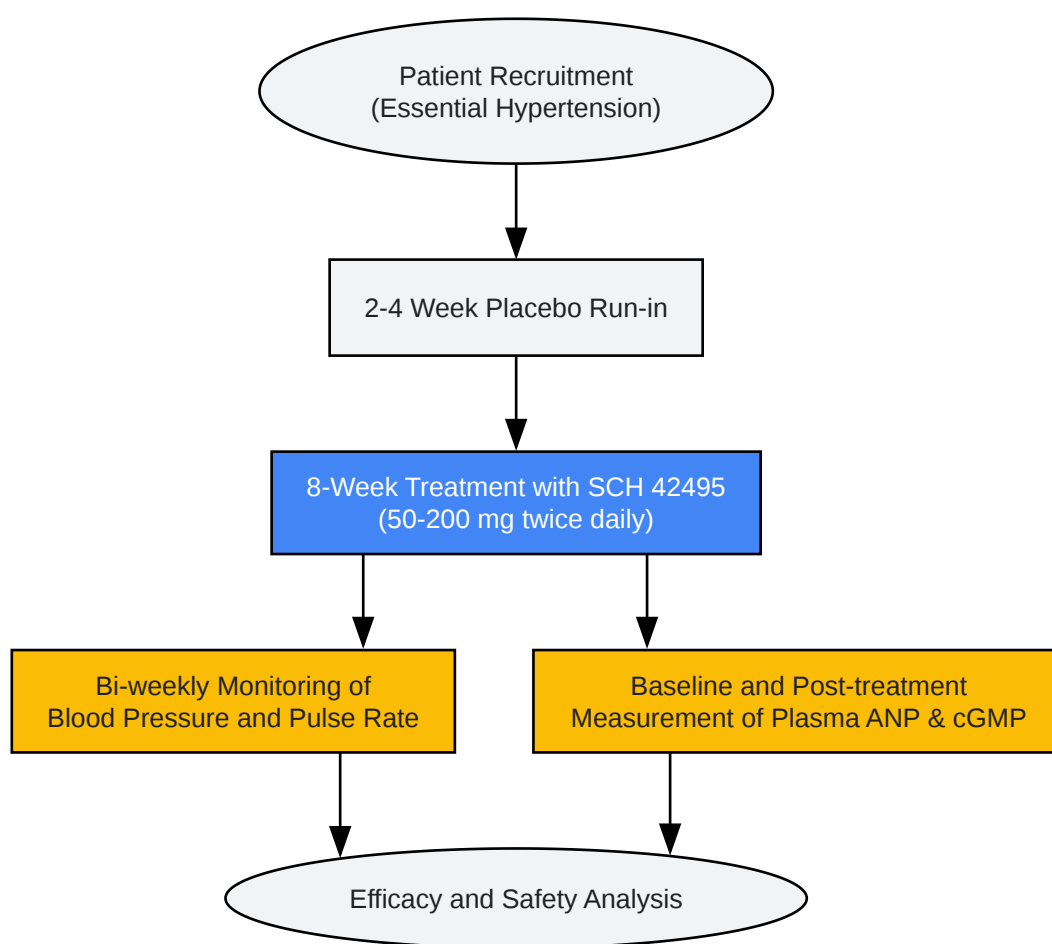 Patient Recruitment
(Essential Hypertension)
2-4 Week Placebo Run-in
8-Week Treatment with SCH 42495
(50-200 mg twice daily)
Bi-weekly Monitoring of
Blood Pressure and Pulse Rate
Baseline and Post-treatment
Measurement of Plasma ANP & cGMP
Efficacy and Safety Analysis